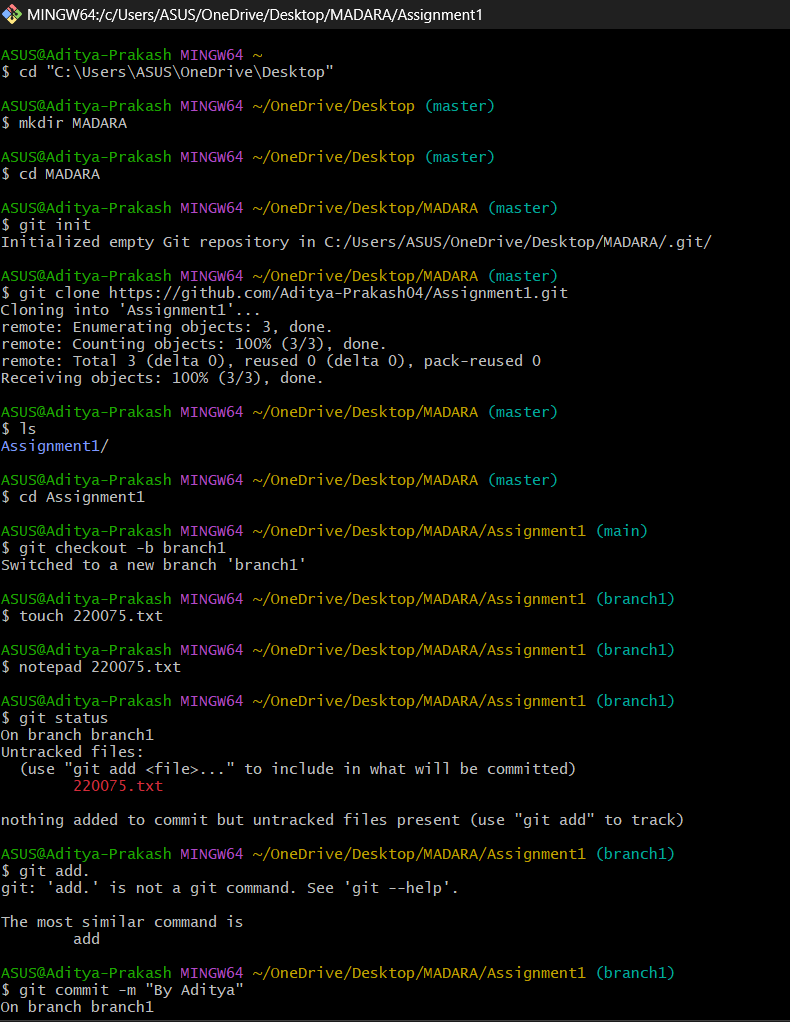 MINGW64:/c/Users/ASUS/OneDrive/Desktop/MADARA/Assignment1
ASUS@Aditya-Prakash MINGW64 ~
$ cd "C:\Users\ASUS\OneDrive\Desktop"
ASUS@Aditya-Prakash MINGW64 ~/OneDrive/Desktop (master)
$ mkdir MADARA
ASUS@Aditya-Prakash MINGW64 ~/OneDrive/Desktop (master)
$ cd MADARA
ASUS@Aditya-Prakash MINGW64 ~/OneDrive/Desktop/MADARA (master)
$ git init
Initialized empty Git repository in C:/Users/ASUS/OneDrive/Desktop/MADARA/.git/
ASUS@Aditya-Prakash MINGW64 ~/OneDrive/Desktop/MADARA (master)
$ git clone https://github.com/Aditya-Prakash04/Assignment1.git
Cloning into 'Assignment1'...
remote: Enumerating objects: 3, done.
remote: Counting objects: 100% (3/3), done.
remote: Total 3 (delta 0), reused 0 (delta 0), pack-reused 0
Receiving objects: 100% (3/3), done.
ASUS@Aditya-Prakash MINGW64 ~/OneDrive/Desktop/MADARA (master)
$ ls
Assignment1/
ASUS@Aditya-Prakash MINGW64 ~/OneDrive/Desktop/MADARA (master)
$ cd Assignment1
ASUS@Aditya-Prakash MINGW64 ~/OneDrive/Desktop/MADARA/Assignment1 (main)
$ git checkout -b branch1
Switched to a new branch 'branch1'
ASUS@Aditya-Prakash MINGW64 ~/OneDrive/Desktop/MADARA/Assignment1 (branch1)
$ touch 220075.txt
ASUS@Aditya-Prakash MINGW64 ~/OneDrive/Desktop/MADARA/Assignment1 (branch1)
$ notepad 220075.txt
ASUS@Aditya-Prakash MINGW64 ~/OneDrive/Desktop/MADARA/Assignment1 (branch1)
$ git status
On branch branch1
Untracked files:
  (use "git add <file>..." to include in what will be committed)
        220075.txt
nothing added to commit but untracked files present (use "git add" to track)
ASUS@Aditya-Prakash MINGW64 ~/OneDrive/Desktop/MADARA/Assignment1 (branch1)
$ git add.
git: 'add.' is not a git command. See 'git --help'.
The most similar command is
        add
ASUS@Aditya-Prakash MINGW64 ~/OneDrive/Desktop/MADARA/Assignment1 (branch1)
$ git commit -m "By Aditya"
On branch branch1